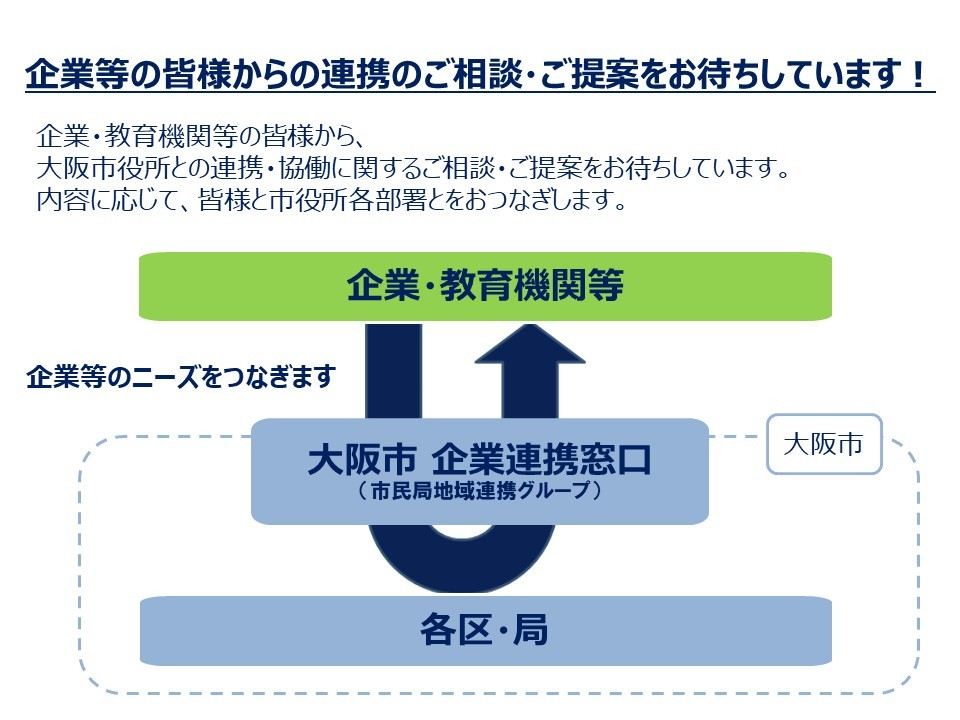 企業等の皆様からの連携のご相談・ご提案をお待ちしています！
企業・教育機関等の皆様から、
大阪市役所との連携・協働に関するご相談・ご提案をお待ちしています。
内容に応じて、皆様と市役所各部署とをおつなぎします。
企業・教育機関等
企業等のニーズをつなぎます
大阪市
大阪市 企業連携窓口
（市民局地域連携グループ）
各区・局